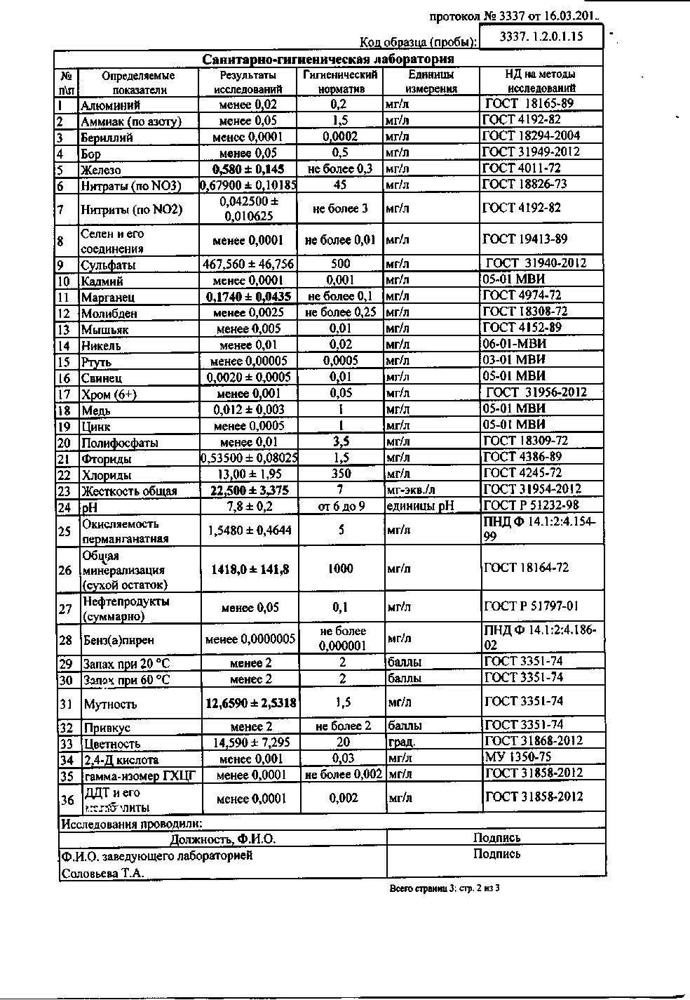 протокол № 3337 от 16.03.201
Код образца (пробы): 3337. 1.2.0.1.15
Санитарно-гигиеническая лаборатория
№ п\п Определяемые показатели Результаты исследований Гигиенический норматив Единицы измерения НД на методы исследований
1 Алюминий менее 0,02 0,2 мг/л ГОСТ 18165-89
2 Аммиак (по азоту) менее 0,05 1,5 мг/л ГОСТ 4192-82
3 Бериллий менее 0,0001 0,0002 мг/л ГОСТ 18294-2004
4 Бор менее 0,05 0,5 мг/л ГОСТ 31949-2012
5 Железо 0,580 ± 0,145 не более 0,3 мг/л ГОСТ 4011-72
6 Нитраты (по NO3) 0,67900 ± 0,10185 45 мг/л ГОСТ 18826-73
7 Нитриты (по NO2) 0,042500 ± 0,010625 не более 3 мг/л ГОСТ 4192-82
8 Селен и его соединения менее 0,0001 не более 0,01 мг/л ГОСТ 19413-89
9 Сульфаты 467,560 ± 46,756 500 мг/л ГОСТ 31940-2012
10 Кадмий менее 0,0001 0,001 мг/л 05-01 МВИ
11 Марганец 0,1740 ± 0,0435 не более 0,1 мг/л ГОСТ 4974-72
12 Молибден менее 0,0025 не более 0,25 мг/л ГОСТ 18308-72
13 Мышьяк менее 0,005 0,01 мг/л ГОСТ 4152-89
14 Никель менее 0,01 0,02 мг/л 06-01-МВИ
15 Ртуть менее 0,00005 0,0005 мг/л 03-01 МВИ
16 Свинец 0,0020 ± 0,0005 0,01 мг/л 05-01 МВИ
17 Хром (6+) менее 0,001 0,05 мг/л ГОСТ 31956-2012
18 Медь 0,012 ± 0,003 1 мг/л 05-01 МВИ
19 Цинк менее 0,0005 1 мг/л 05-01 МВИ
20 Полифосфаты менее 0,01 3,5 мг/л ГОСТ 18309-72
21 Фториды 0,53500 ± 0,08025 1,5 мг/л ГОСТ 4386-89
22 Хлориды 13,00 ± 1,95 350 мг/л ГОСТ 4245-72
23 Жесткость общая 22,500 ± 3,375 7 мг-экв./л ГОСТ 31954-2012
24 pH 7,8 ± 0,2 от 6 до 9 единицы pH ГОСТ Р 51232-98
25 Окисляемость перманганатная 1,5480 ± 0,4644 5 мг/л ПНД Ф 14.1:2:4.154-99
26 Общая минерализация (сухой остаток) 1418,0 ± 141,8 1000 мг/л ГОСТ 18164-72
27 Нефтепродукты (суммарно) менее 0,05 0,1 мг/л ГОСТ Р 51797-01
28 Бенз(а)пирен менее 0,0000005 не более 0,000001 мг/л ПНД Ф 14.1:2:4.186-02
29 Запах при 20 °C менее 2 2 баллы ГОСТ 3351-74
30 Запах при 60 °C менее 2 2 баллы ГОСТ 3351-74
31 Мутность 12,6590 ± 2,5318 1,5 мг/л ГОСТ 3351-74
32 Привкус менее 2 не более 2 баллы ГОСТ 3351-74
33 Цветность 14,590 ± 7,295 20 град. ГОСТ 31868-2012
34 2,4-Д кислота менее 0,001 0,03 мг/л МУ 1350-75
35 гамма-изомер ГХЦГ менее 0,0001 не более 0,002 мг/л ГОСТ 31858-2012
36 ДДТ и его менее 0,0001 0,002 мг/л ГОСТ 31858-2012
Исследования проводили:
Должность, Ф.И.О. Подпись
Ф.И.О. заведующего лабораторией Подпись
Соловьева Т.А.
Всего страниц 3; стр. 2 из 3